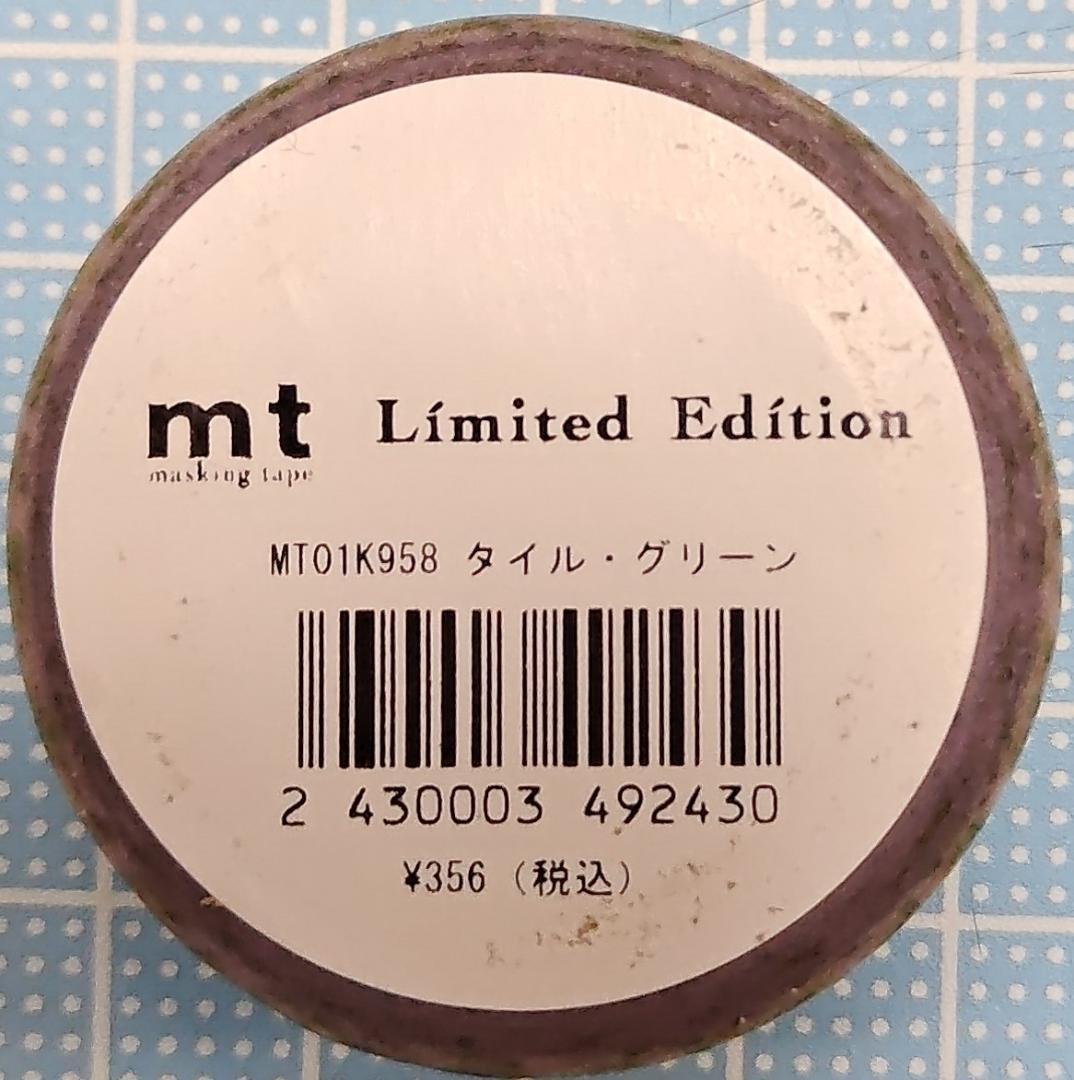 mt Límited Edítion
masking tape
MT01K958 タイル・グリーン
2 430003 492430
¥356 (税込)